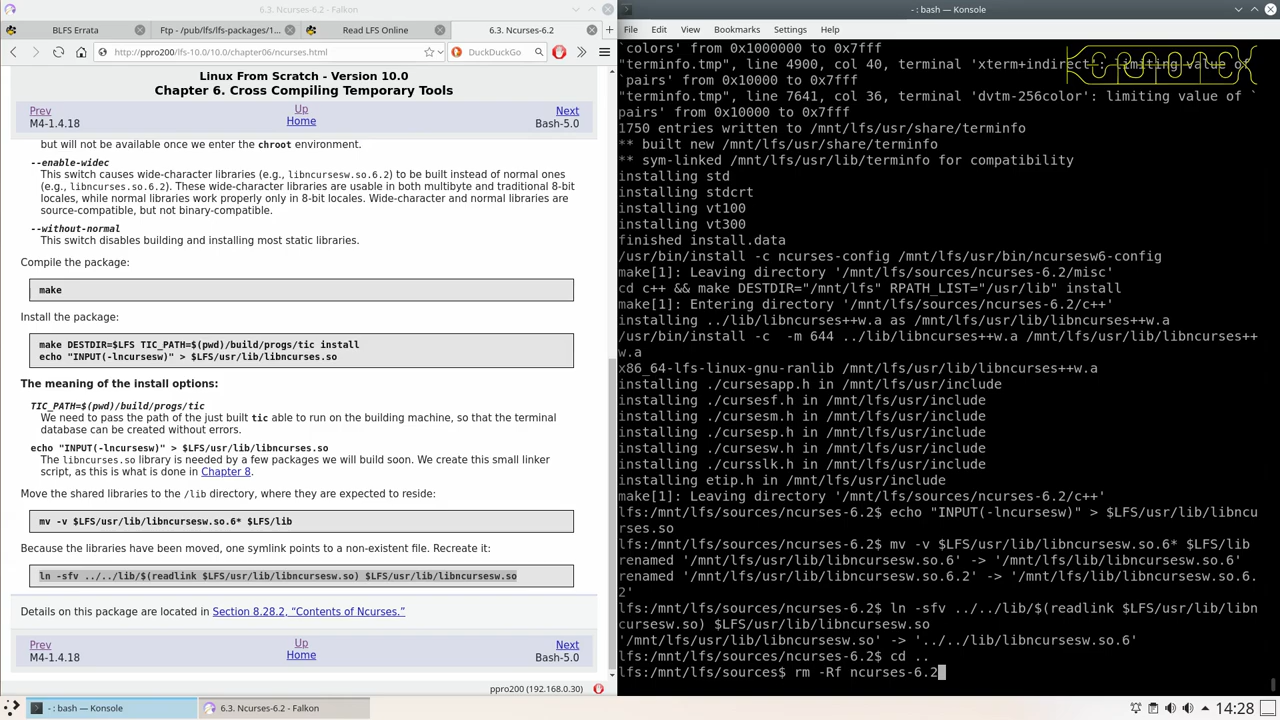 6.3. Ncurses-6.2 - Falkon
BLFS Errata
Ftp - /pub/lfs/lfs-packages/1...
Read LFS Online
6.3. Ncurses-6.2
http://ppro200/lfs-10.0/10.0/chapter06/ncurses.html
DuckDuckGo
Linux From Scratch - Version 10.0
Chapter 6. Cross Compiling Temporary Tools
Prev
Up
Next
M4-1.4.18
Home
Bash-5.0
but will not be available once we enter the chroot environment.
--enable-widec
This switch causes wide-character libraries (e.g., libncursesw.so.6.2) to be built instead of normal ones
(e.g., libncurses.so.6.2). These wide-character libraries are usable in both multibyte and traditional 8-bit
locales, while normal libraries work properly only in 8-bit locales. Wide-character and normal libraries are
source-compatible, but not binary-compatible.
--without-normal
This switch disables building and installing most static libraries.
Compile the package:
make
Install the package:
make DESTDIR=$LFS TIC_PATH=$(pwd)/build/progs/tic install
echo "INPUT(-lncursesw)" > $LFS/usr/lib/libncurses.so
The meaning of the install options:
TIC_PATH=$(pwd)/build/progs/tic
We need to pass the path of the just built tic able to run on the building machine, so that the terminal
database can be created without errors.
echo "INPUT(-lncursesw)" > $LFS/usr/lib/libncurses.so
The libncurses.so library is needed by a few packages we will build soon. We create this small linker
script, as this is what is done in Chapter 8.
Move the shared libraries to the /lib directory, where they are expected to reside:
mv -v $LFS/usr/lib/libncursesw.so.6* $LFS/lib
Because the libraries have been moved, one symlink points to a non-existent file. Recreate it:
ln -sfv ../../lib/$(readlink $LFS/usr/lib/libncursesw.so) $LFS/usr/lib/libncursesw.so
Details on this package are located in Section 8.28.2, “Contents of Ncurses.”
Prev
Up
Next
M4-1.4.18
Home
Bash-5.0
ppro200 (192.168.0.30)
- : bash — Konsole
File Edit View Bookmarks Settings Help
`colors' from 0x1000000 to 0x7fff
"terminfo.tmp", line 4900, col 40, terminal 'xterm+indirect': limiting value of
`pairs' from 0x10000 to 0x7fff
"terminfo.tmp", line 7641, col 36, terminal 'dvtm-256color': limiting value of `
pairs' from 0x10000 to 0x7fff
1750 entries written to /mnt/lfs/usr/share/terminfo
** built new /mnt/lfs/usr/share/terminfo
** sym-linked /mnt/lfs/usr/lib/terminfo for compatibility
installing std
installing stdcrt
installing vt100
installing vt300
finished install.data
/usr/bin/install -c ncurses-config /mnt/lfs/usr/bin/ncursesw6-config
make[1]: Leaving directory '/mnt/lfs/sources/ncurses-6.2/misc'
cd c++ && make DESTDIR="/mnt/lfs" RPATH_LIST="/usr/lib" install
make[1]: Entering directory '/mnt/lfs/sources/ncurses-6.2/c++'
installing ../lib/libncurses++w.a as /mnt/lfs/usr/lib/libncurses++w.a
/usr/bin/install -c  -m 644 ../lib/libncurses++w.a /mnt/lfs/usr/lib/libncurses++
w.a
x86_64-lfs-linux-gnu-ranlib /mnt/lfs/usr/lib/libncurses++w.a
installing ./cursesapp.h in /mnt/lfs/usr/include
installing ./cursesf.h in /mnt/lfs/usr/include
installing ./cursesm.h in /mnt/lfs/usr/include
installing ./cursesp.h in /mnt/lfs/usr/include
installing ./cursesw.h in /mnt/lfs/usr/include
installing ./cursslk.h in /mnt/lfs/usr/include
installing etip.h in /mnt/lfs/usr/include
make[1]: Leaving directory '/mnt/lfs/sources/ncurses-6.2/c++'
lfs:/mnt/lfs/sources/ncurses-6.2$ echo "INPUT(-lncursesw)" > $LFS/usr/lib/libncu
rses.so
lfs:/mnt/lfs/sources/ncurses-6.2$ mv -v $LFS/usr/lib/libncursesw.so.6* $LFS/lib
renamed '/mnt/lfs/usr/lib/libncursesw.so.6' -> '/mnt/lfs/lib/libncursesw.so.6'
renamed '/mnt/lfs/usr/lib/libncursesw.so.6.2' -> '/mnt/lfs/lib/libncursesw.so.6.
2'
lfs:/mnt/lfs/sources/ncurses-6.2$ ln -sfv ../../lib/$(readlink $LFS/usr/lib/libn
cursesw.so) $LFS/usr/lib/libncursesw.so
'/mnt/lfs/usr/lib/libncursesw.so' -> '../../lib/libncursesw.so.6'
lfs:/mnt/lfs/sources/ncurses-6.2$ cd ..
lfs:/mnt/lfs/sources$ rm -Rf ncurses-6.2
- : bash — Konsole
6.3. Ncurses-6.2 - Falkon
14:28